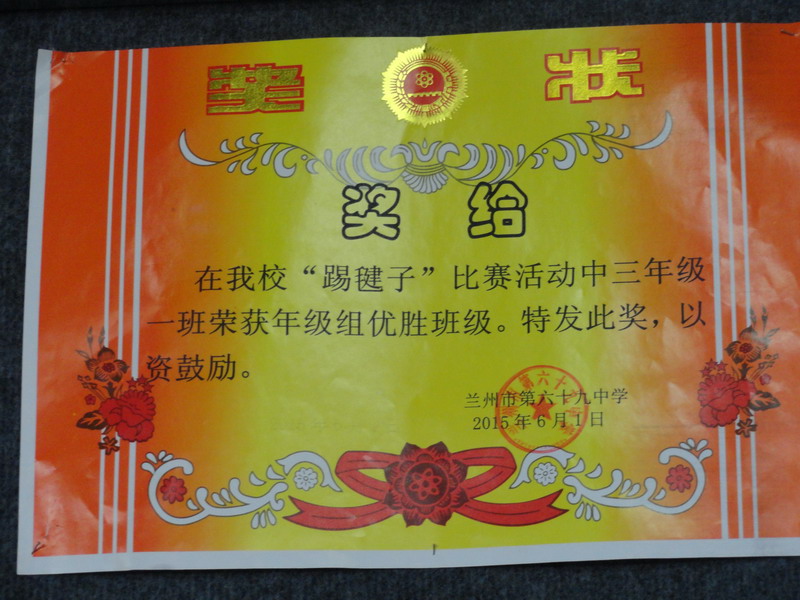 奖 状
奖 给
在我校“踢毽子”比赛活动中三年级
一班荣获年级组优胜班级。特发此奖，以
资鼓励。
兰州市第六十九中学
2015年6月1日